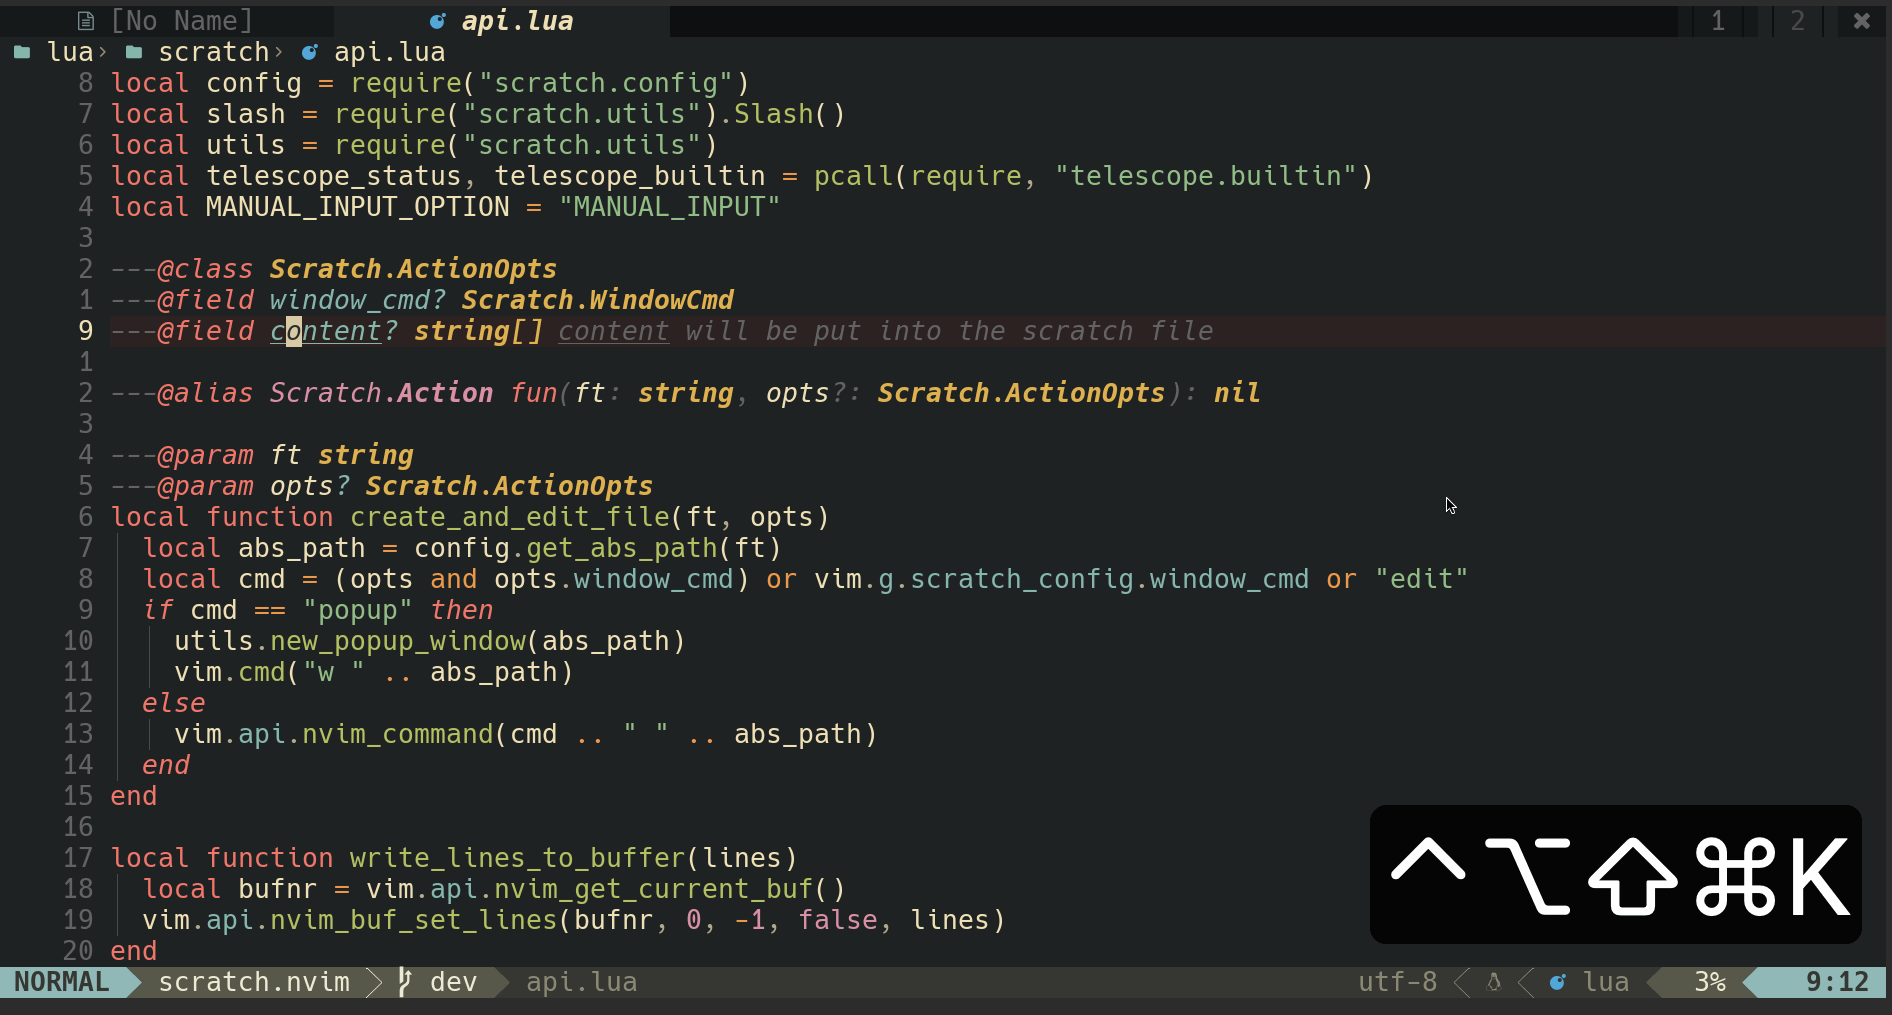 [No Name] api.lua 1 2 ✖
lua› scratch› api.lua
8 local config = require("scratch.config")
7 local slash = require("scratch.utils").Slash()
6 local utils = require("scratch.utils")
5 local telescope_status, telescope_builtin = pcall(require, "telescope.builtin")
4 local MANUAL_INPUT_OPTION = "MANUAL_INPUT"
3
2 ---@class Scratch.ActionOpts
1 ---@field window_cmd? Scratch.WindowCmd
9 ---@field content? string[] content will be put into the scratch file
1
2 ---@alias Scratch.Action fun(ft: string, opts?: Scratch.ActionOpts): nil
3
4 ---@param ft string
5 ---@param opts? Scratch.ActionOpts
6 local function create_and_edit_file(ft, opts)
7 local abs_path = config.get_abs_path(ft)
8 local cmd = (opts and opts.window_cmd) or vim.g.scratch_config.window_cmd or "edit"
9 if cmd == "popup" then
10 utils.new_popup_window(abs_path)
11 vim.cmd("w " .. abs_path)
12 else
13 vim.api.nvim_command(cmd .. " " .. abs_path)
14 end
15 end
16
17 local function write_lines_to_buffer(lines)
18 local bufnr = vim.api.nvim_get_current_buf()
19 vim.api.nvim_buf_set_lines(bufnr, 0, -1, false, lines)
20 end
⌃⌥⇧⌘K
NORMAL scratch.nvim dev api.lua utf-8 lua 3% 9:12